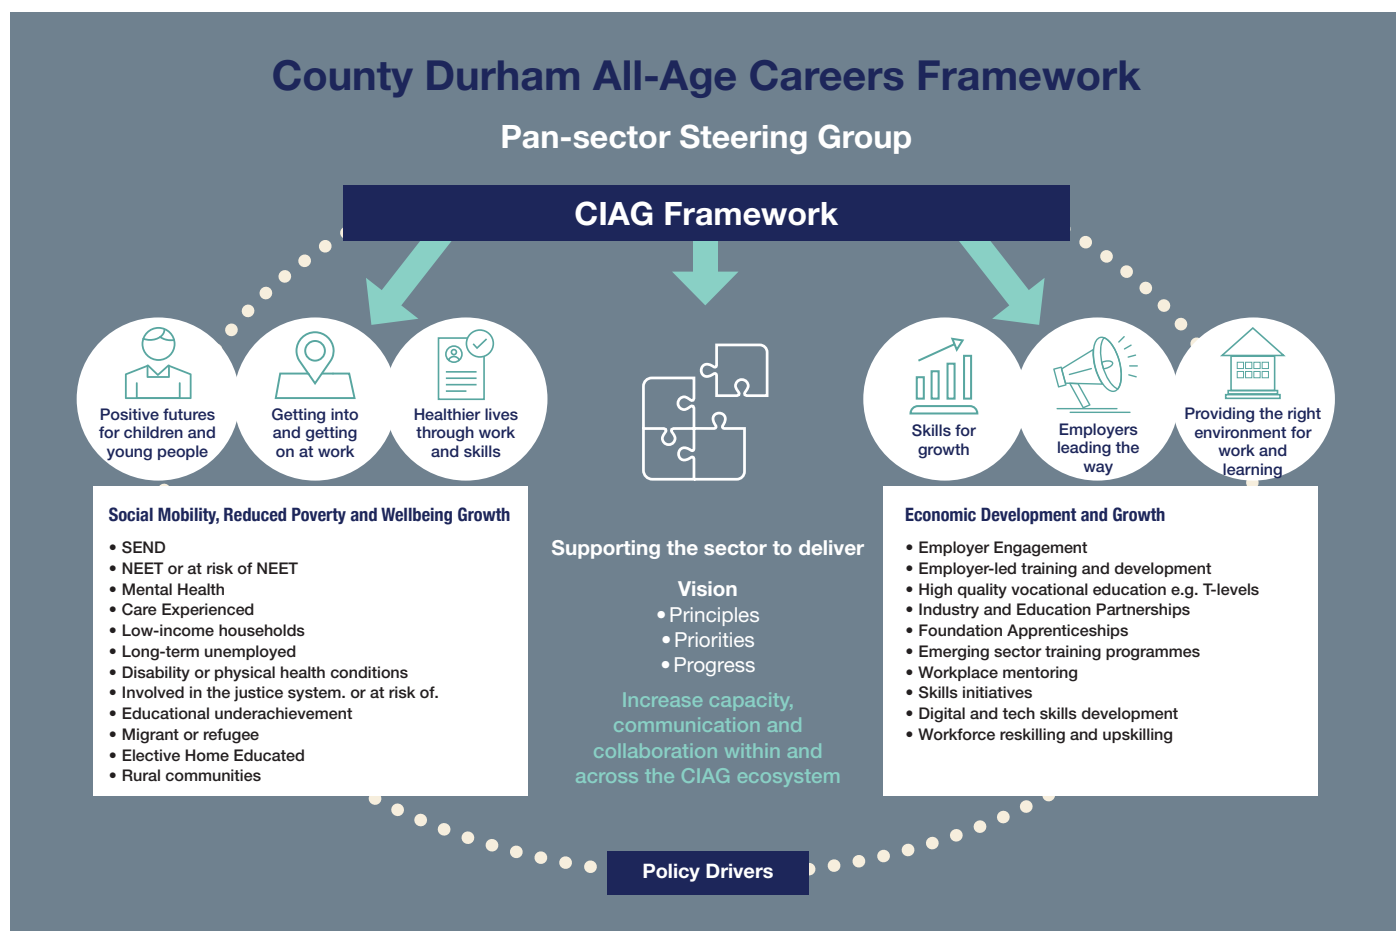 County Durham All-Age Careers Framework
Pan-sector Steering Group
CIAG Framework
Positive futures
for children and
young people
Getting into
and getting
on at work
Healthier lives
through work
and skills
Social Mobility, Reduced Poverty and Wellbeing Growth
• SEND
• NEET or at risk of NEET
• Mental Health
• Care Experienced
• Low-income households
• Long-term unemployed
• Disability or physical health conditions
• Involved in the justice system. or at risk of.
• Educational underachievement
• Migrant or refugee
• Elective Home Educated
• Rural communities
Supporting the sector to deliver
Vision
• Principles
• Priorities
• Progress
Increase capacity,
communication and
collaboration within and
across the CIAG ecosystem
Skills for
growth
Employers
leading the
way
Providing the right
environment for
work and
learning
Economic Development and Growth
• Employer Engagement
• Employer-led training and development
• High quality vocational education e.g. T-levels
• Industry and Education Partnerships
• Foundation Apprenticeships
• Emerging sector training programmes
• Workplace mentoring
• Skills initiatives
• Digital and tech skills development
• Workforce reskilling and upskilling
Policy Drivers